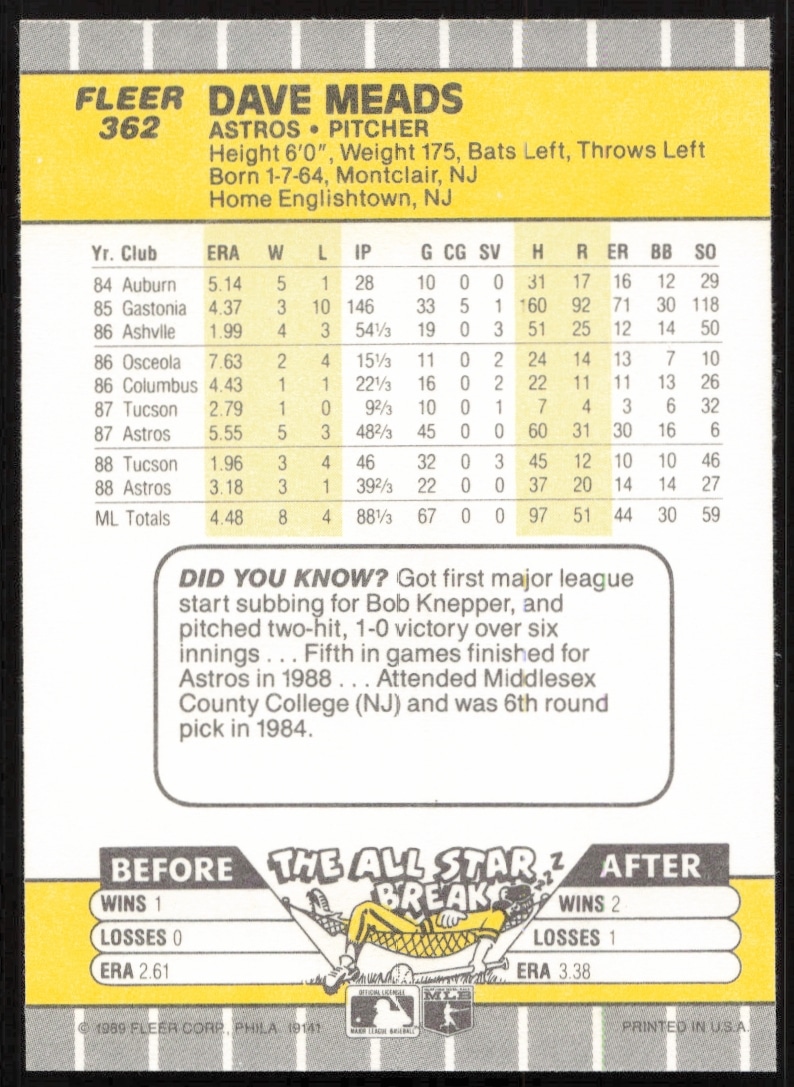 FLEER
362
DAVE MEADS
ASTROS • PITCHER
Height 6'0", Weight 175, Bats Left, Throws Left
Born 1-7-64, Montclair, NJ
Home Englishtown, NJ
Yr. Club ERA W L IP G CG SV H R ER BB SO
84 Auburn 5.14 5 1 28 10 0 0 31 17 16 12 29
85 Gastonia 4.37 3 10 146 33 5 1 160 92 71 30 118
86 Ashvlle 1.99 4 3 54⅓ 19 0 3 51 25 12 14 50
86 Osceola 7.63 2 4 15⅓ 11 0 2 24 14 13 7 10
86 Columbus 4.43 1 1 22⅓ 16 0 2 22 11 11 13 26
87 Tucson 2.79 1 0 9⅔ 10 0 1 7 4 3 6 32
87 Astros 5.55 5 3 48⅔ 45 0 0 60 31 30 16 6
88 Tucson 1.96 3 4 46 32 0 3 45 12 10 10 46
88 Astros 3.18 3 1 39⅔ 22 0 0 37 20 14 14 27
ML Totals 4.48 8 4 88⅓ 67 0 0 97 51 44 30 59
DID YOU KNOW? Got first major league
start subbing for Bob Knepper, and
pitched two-hit, 1-0 victory over six
innings . . . Fifth in games finished for
Astros in 1988 . . . Attended Middlesex
County College (NJ) and was 6th round
pick in 1984.
THE ALL STAR
BREAK
ZZZ
BEFORE
WINS 1
LOSSES 0
ERA 2.61
AFTER
WINS 2
LOSSES 1
ERA 3.38
OFFICIAL LICENSEE
MAJOR LEAGUE BASEBALL
MLB
© 1989 FLEER CORP., PHILA. 19141
PRINTED IN U.S.A.